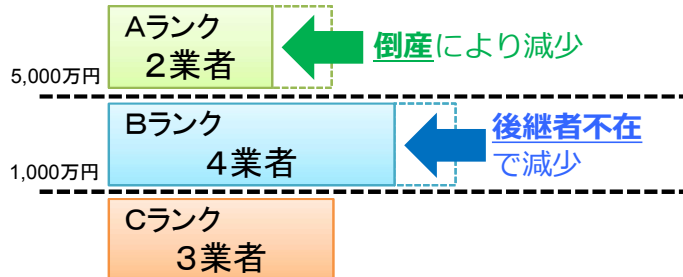 Aランク
2業者
倒産により減少
5,000万円
Bランク
4業者
後継者不在
で減少
1,000万円
Cランク
3業者